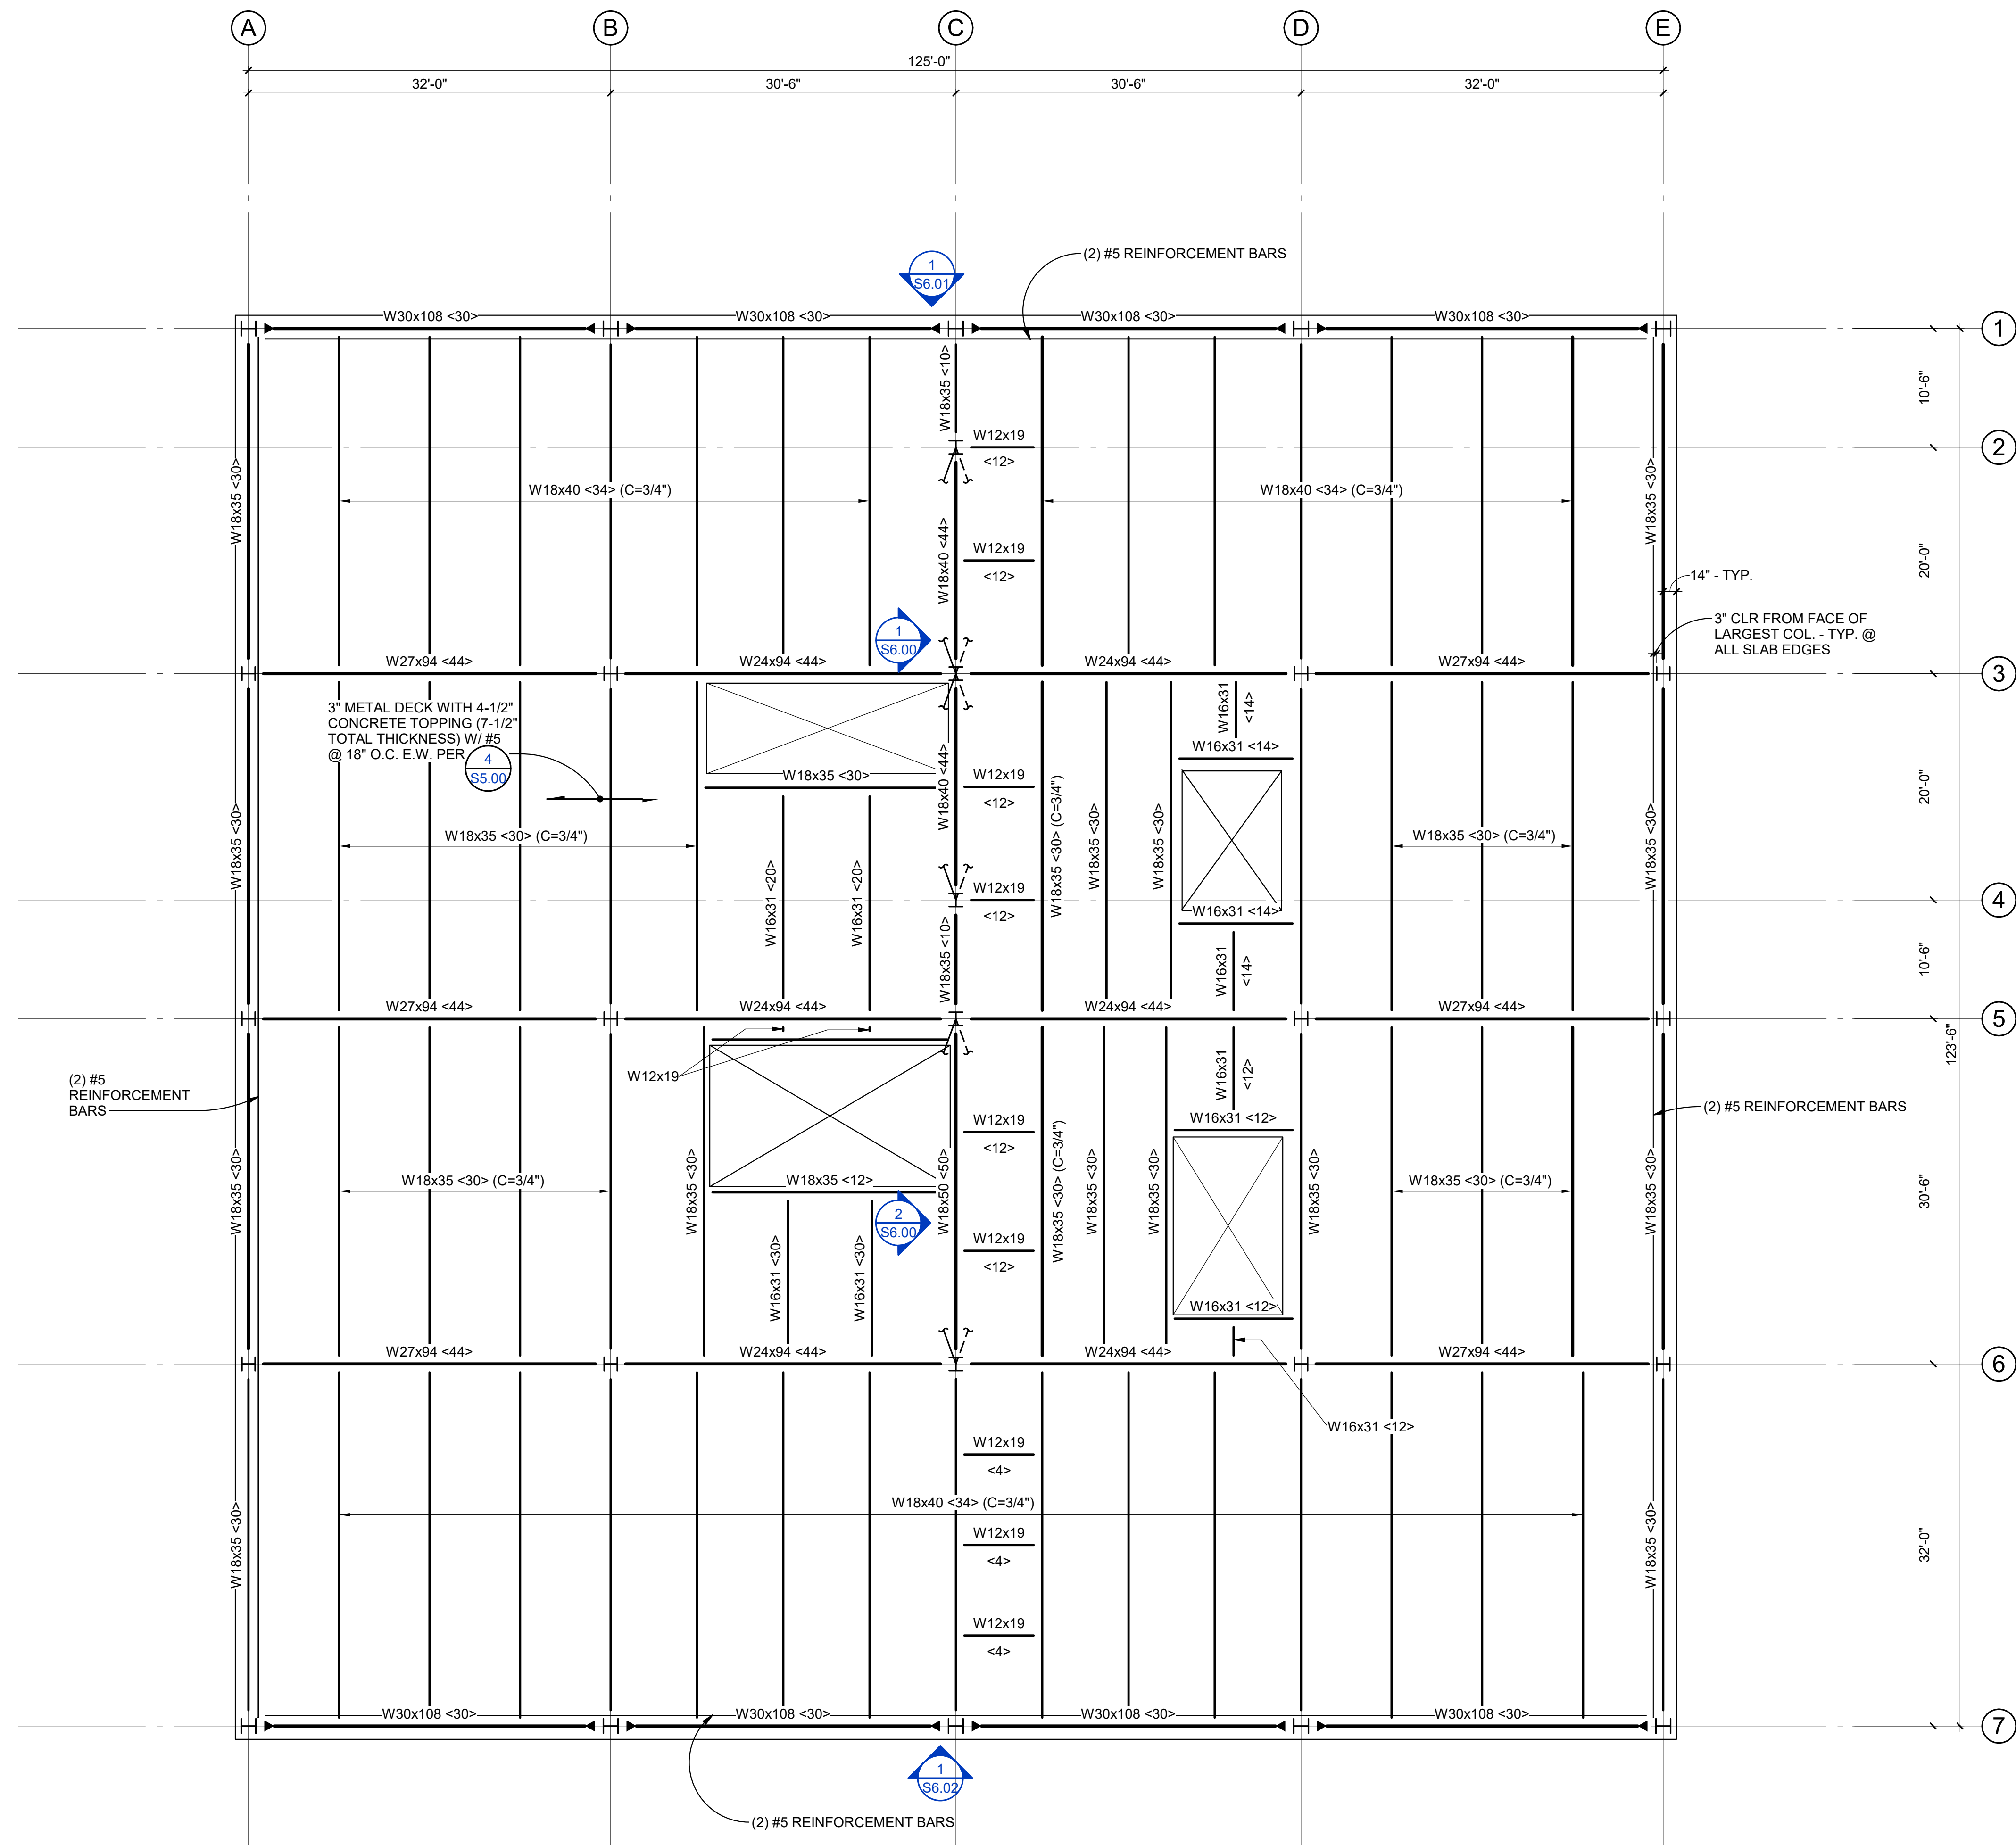 A
B
C
D
E
125'-0"
32'-0"
30'-6"
30'-6"
32'-0"
(2) #5 REINFORCEMENT BARS
1
S6.01
W30x108 <30>
W30x108 <30>
W30x108 <30>
W30x108 <30>
1
W18x35 <10>
10'-6"
W12x19
<12>
2
W18x35 <30>
W18x40 <34> (C=3/4")
W18x40 <34> (C=3/4")
W18x35 <30>
W18x40 <44>
W12x19
<12>
20'-0"
14" - TYP.
3" CLR FROM FACE OF
LARGEST COL. - TYP. @
ALL SLAB EDGES
1
S6.00
W27x94 <44>
W24x94 <44>
W24x94 <44>
W27x94 <44>
3
3" METAL DECK WITH 4-1/2"
CONCRETE TOPPING (7-1/2"
TOTAL THICKNESS) W/ #5
@ 18" O.C. E.W. PER
4
S5.00
W16x31
<14>
W16x31 <14>
W18x35 <30>
W18x40 <44>
W12x19
<12>
20'-0"
W18x35 <30>
W18x35 <30> (C=3/4")
W18x35 <30> (C=3/4")
W18x35 <30>
W18x35 <30>
W18x35 <30> (C=3/4")
W18x35 <30>
W16x31 <20>
W16x31 <20>
W12x19
<12>
W16x31 <14>
4
W18x35 <10>
W16x31
<14>
10'-6"
W27x94 <44>
W24x94 <44>
W24x94 <44>
W27x94 <44>
5
123'-6"
W12x19
W16x31
<12>
(2) #5
REINFORCEMENT
BARS
(2) #5 REINFORCEMENT BARS
W12x19
<12>
W16x31 <12>
W18x35 <30>
W18x35 <30> (C=3/4")
W18x35 <30>
W18x35 <12>
W18x50 <50>
W18x35 <30> (C=3/4")
W18x35 <30>
W18x35 <30>
W18x35 <30>
W18x35 <30> (C=3/4")
W18x35 <30>
30'-6"
2
S6.00
W12x19
<12>
W16x31 <30>
W16x31 <30>
W16x31 <12>
W27x94 <44>
W24x94 <44>
W24x94 <44>
W27x94 <44>
6
W16x31 <12>
W12x19
<4>
W18x40 <34> (C=3/4")
W18x35 <30>
W18x35 <30>
32'-0"
W12x19
<4>
W12x19
<4>
W30x108 <30>
W30x108 <30>
W30x108 <30>
W30x108 <30>
7
1
S6.02
(2) #5 REINFORCEMENT BARS